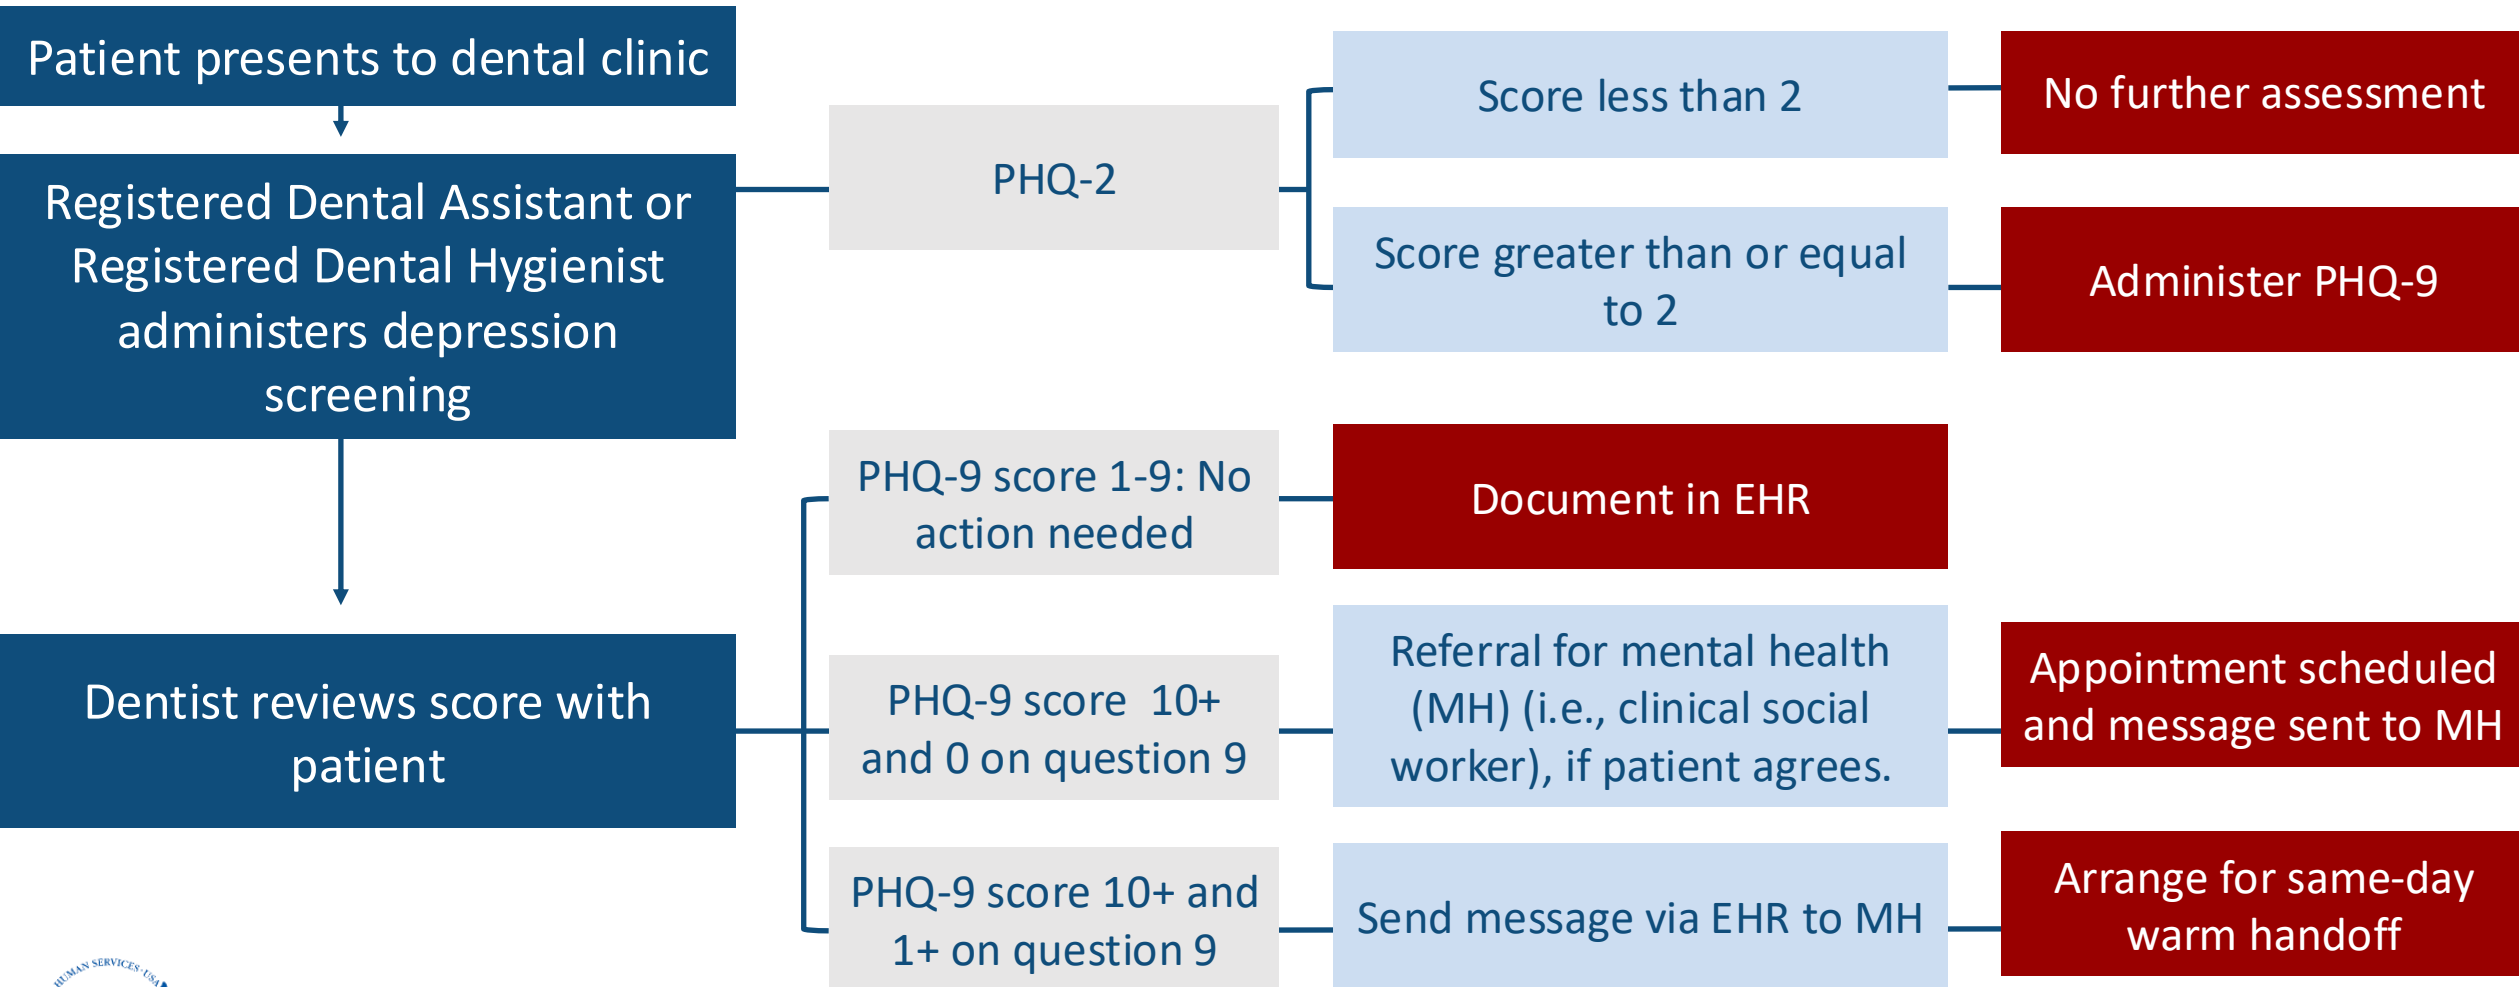 Patient presents to dental clinic
Registered Dental Assistant or
Registered Dental Hygienist
administers depression
screening
PHQ-2
Score less than 2
No further assessment
Score greater than or equal
to 2
Administer PHQ-9
Dentist reviews score with
patient
PHQ-9 score 1-9: No
action needed
Document in EHR
PHQ-9 score 10+
and 0 on question 9
Referral for mental health
(MH) (i.e., clinical social
worker), if patient agrees.
Appointment scheduled
and message sent to MH
PHQ-9 score 10+ and
1+ on question 9
Send message via EHR to MH
Arrange for same-day
warm handoff
HUMAN SERVICES·USA